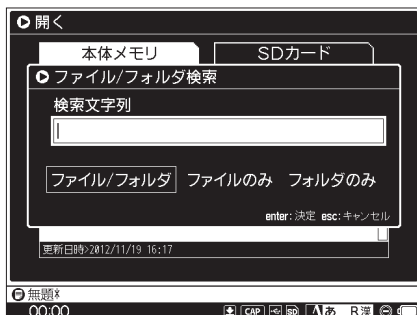 開く
本体メモリ SDカード
ファイル/フォルダ検索
検索文字列
ファイル/フォルダ ファイルのみ フォルダのみ
enter:決定 esc:キャンセル
更新日時>2012/11/19 16:17
無題*
00:00 CAP SD Aあ R漢